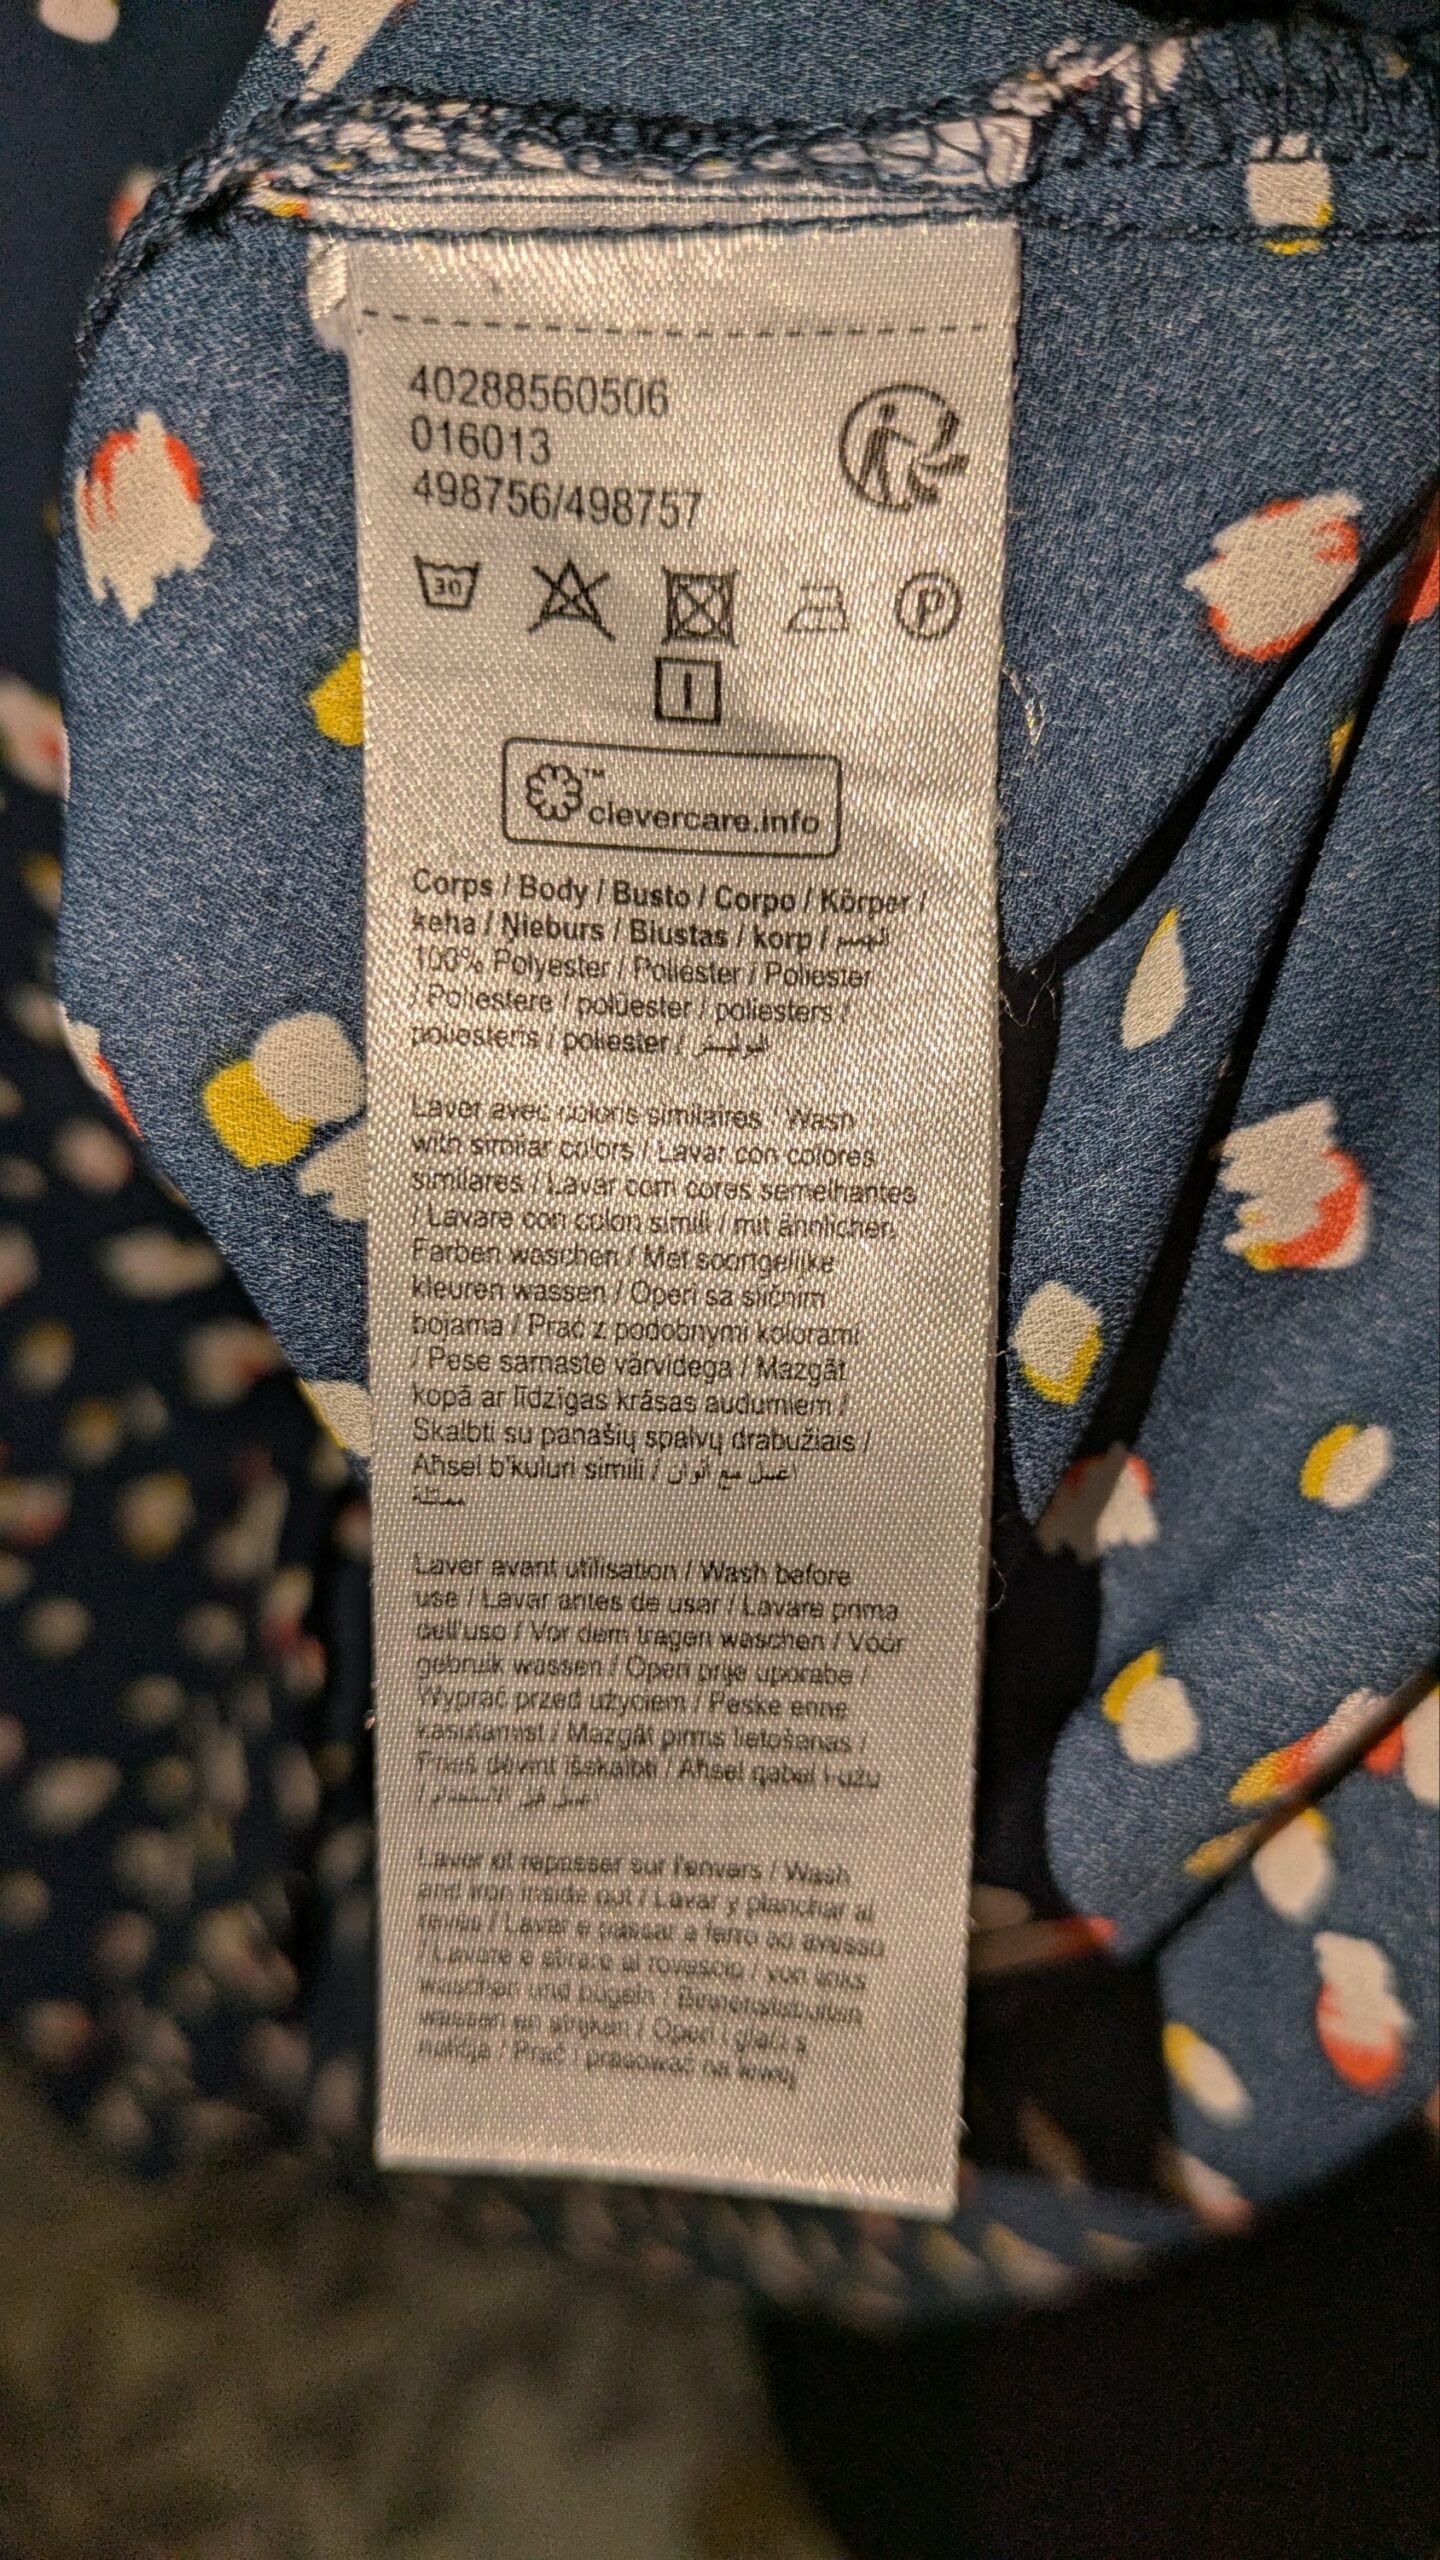 40288560506
016013
498756/498757
30
P
clevercare.info
Corps / Body / Busto / Corpo / Körper /
keha / Ņieburs / Biustas / korp / الجسم
100% Polyester / Poliester / Poliester
/ Poliestere / polüester / poliesters /
poliesteris / poliester / البوليستر
Laver avec coloris similaires / Wash
with similar colors / Lavar con colores
similares / Lavar com cores semelhantes
/ Lavare con colori simili / mit ähnlichen
Farben waschen / Met soortgelijke
kleuren wassen / Operi sa sličnim
bojama / Prać z podobnymi kolorami
/ Pese sarnaste värvidega / Mazgāt
kopā ar līdzīgas krāsas audumiem /
Skalbti su panašių spalvų drabužiais /
Aħsel b'kuluri simili / اغسل مع ألوان
مماثلة
Laver avant utilisation / Wash before
use / Lavar antes de usar / Lavare prima
dell'uso / Vor dem tragen waschen / Vóór
gebruik wassen / Operi prije uporabe /
Wyprać przed użyciem / Peske enne
kasutamist / Mazgāt pirms lietošanas /
Prieš dėvint išskalbti / Aħsel qabel l-użu
/ اغسل قبل الاستخدام
Laver et repasser sur l'envers / Wash
and iron inside out / Lavar y planchar al
revés / Lavar e passar a ferro ao avesso
/ Lavare e stirare al rovescio / von links
waschen und bügeln / Binnenstebuiten
wassen en strijken / Operi i glačaj s
naličja / Prać i prasować na lewej